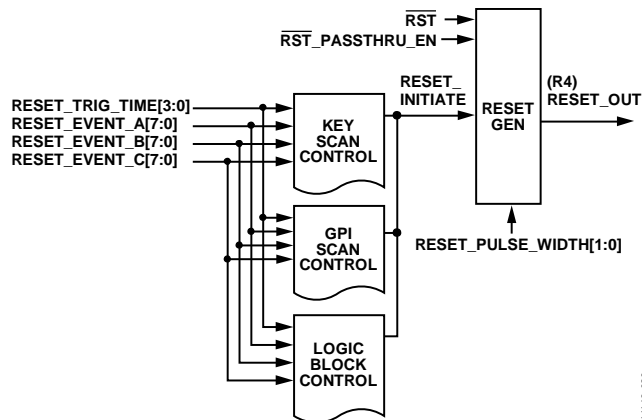 RST
RST_PASSTHRU_EN
RESET_TRIG_TIME[3:0]
RESET_EVENT_A[7:0]
RESET_EVENT_B[7:0]
RESET_EVENT_C[7:0]
KEY
SCAN
CONTROL
RESET_
INITIATE
RESET
GEN
(R4)
RESET_OUT
GPI
SCAN
CONTROL
RESET_PULSE_WIDTH[1:0]
LOGIC
BLOCK
CONTROL